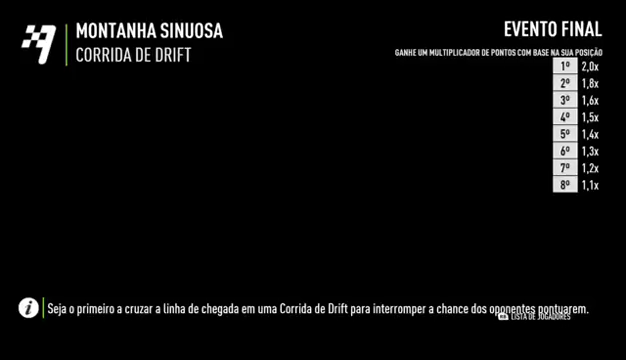 MONTANHA SINUOSA
CORRIDA DE DRIFT
EVENTO FINAL
GANHE UM MULTIPLICADOR DE PONTOS COM BASE NA SUA POSIÇÃO
1º 2,0x
2º 1,8x
3º 1,6x
4º 1,5x
5º 1,4x
6º 1,3x
7º 1,2x
8º 1,1x
Seja o primeiro a cruzar a linha de chegada em uma Corrida de Drift para interromper a chance dos oponentes pontuarem.
LISTA DE JOGADORES